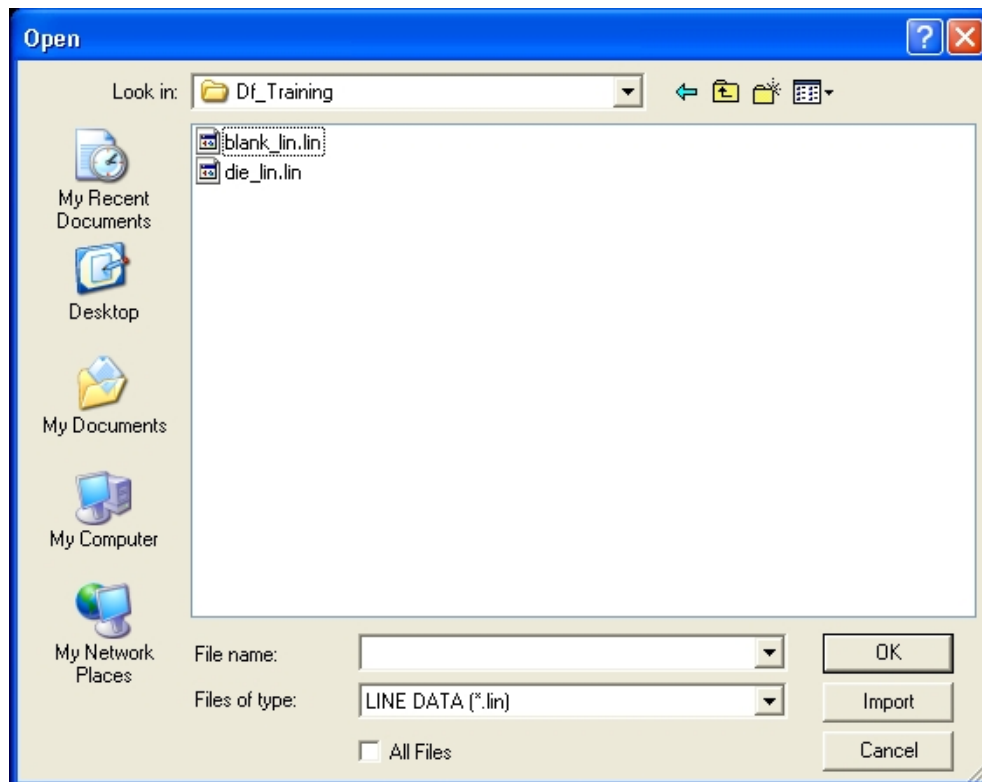 Open
Look in:
Df_Training
blank_lin.lin
die_lin.lin
My Recent
Documents
Desktop
My Documents
My Computer
My Network
Places
File name:
OK
Files of type:
LINE DATA (*.lin)
Import
All Files
Cancel